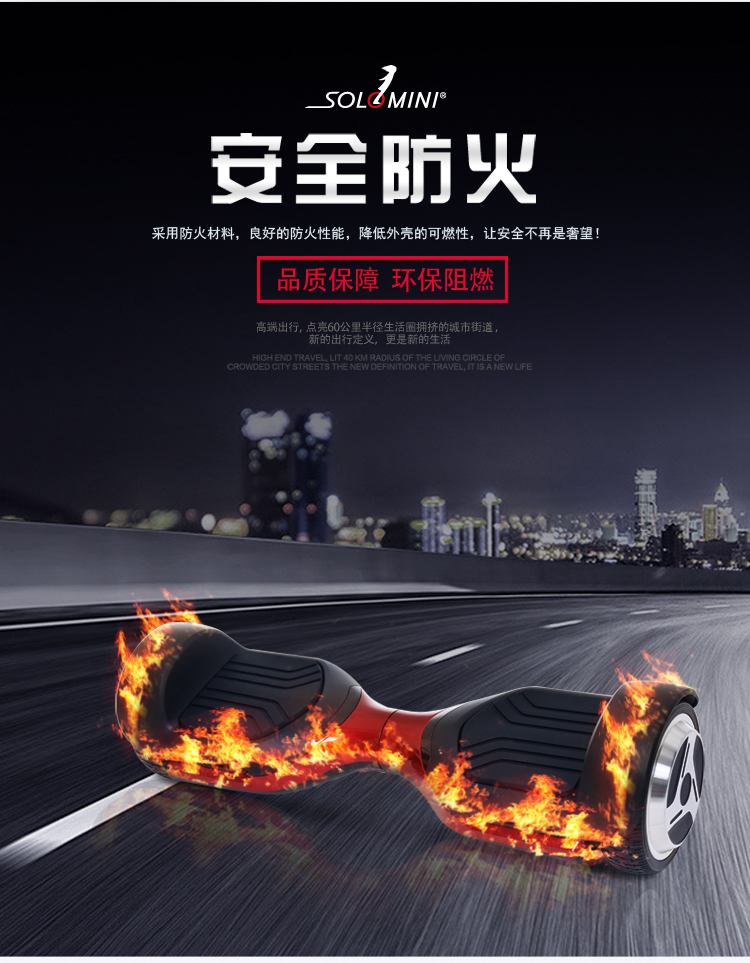 SOLOMINI®
安全防火
采用防火材料，良好的防火性能，降低外壳的可燃性，让安全不再是奢望！
品质保障 环保阻燃
高端出行, 点亮60公里半径生活圈拥挤的城市街道，
新的出行定义，更是新的生活
HIGH END TRAVEL, LIT 40 KM RADIUS OF THE LIVING CIRCLE OF
CROWDED CITY STREETS THE NEW DEFINITION OF TRAVEL, IT IS A NEW LIFE